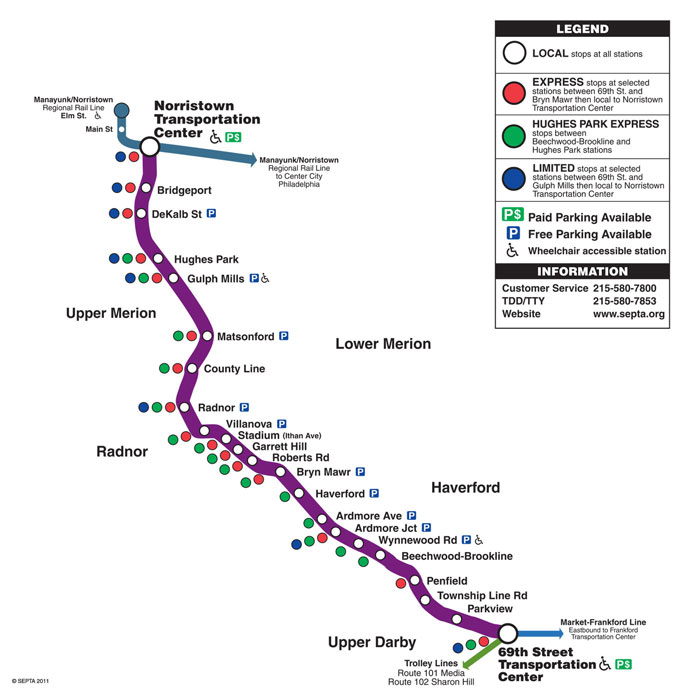 LEGEND
LOCAL stops at all stations
EXPRESS stops at selected
stations between 69th St. and
Bryn Mawr then local to Norristown
Transportation Center
HUGHES PARK EXPRESS
stops between
Beechwood-Brookline and
Hughes Park stations
LIMITED stops at selected
stations between 69th St. and
Gulph Mills then local to Norristown
Transportation Center
P$ Paid Parking Available
P Free Parking Available
Wheelchair accessible station
INFORMATION
Customer Service 215-580-7800
TDD/TTY 215-580-7853
Website www.septa.org
Manayunk/Norristown
Regional Rail Line
Elm St.
Main St
Norristown
Transportation
Center P$
Manayunk/Norristown
Regional Rail Line
to Center City
Philadelphia
Bridgeport
DeKalb St P
Hughes Park
Gulph Mills P
Upper Merion
Matsonford P
Lower Merion
County Line
Radnor P
Villanova P
Stadium (Ithan Ave)
Garrett Hill
Roberts Rd
Radnor
Bryn Mawr P
Haverford P
Haverford
Ardmore Ave P
Ardmore Jct P
Wynnewood Rd P
Beechwood-Brookline
Penfield
Township Line Rd
Parkview
Market-Frankford Line
Eastbound to Frankford
Transportation Center
Upper Darby
69th Street
Transportation P$
Center
Trolley Lines
Route 101 Media
Route 102 Sharon Hill
© SEPTA 2011